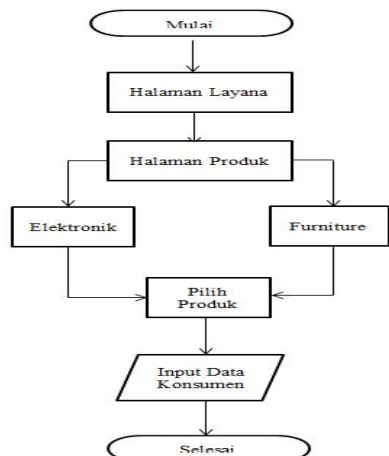 Mulai
Halaman Layana
Halaman Produk
Elektronik
Furniture
Pilih
Produk
Input Data
Konsumen
Selesai